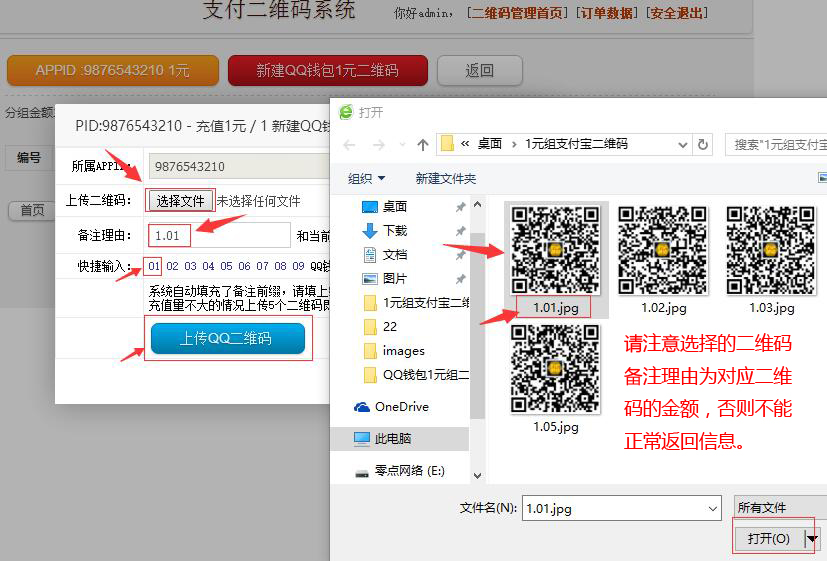 支付二维码系统 你好admin， [二维码管理首页] [订单数据] [安全退出]
APPID :9876543210 1元
新建QQ钱包1元二维码
返回
分组金额
编号
首页
PID:9876543210 - 充值1元 / 1 新建QQ钱
所属APPID:
9876543210
上传二维码:
选择文件 未选择任何文件
备注理由:
1.01
和当前
快捷输入:
01 02 03 04 05 06 07 08 09 QQ钱
系统自动填充了备注前缀，请填上
充值量不大的情况上传5个二维码
上传QQ二维码
打开
« 桌面 › 1元组支付宝二维码
搜索"1元组支付宝
组织
新建文件夹
桌面
下载
文档
图片
1元组支付宝二维
22
images
QQ钱包1元组二
OneDrive
此电脑
零点网络 (E:)
1.01.jpg
1.02.jpg
1.03.jpg
1.05.jpg
请注意选择的二维码
备注理由为对应二维
码的金额，否则不能
正常返回信息。
文件名(N):
1.01.jpg
所有文件
打开(O)